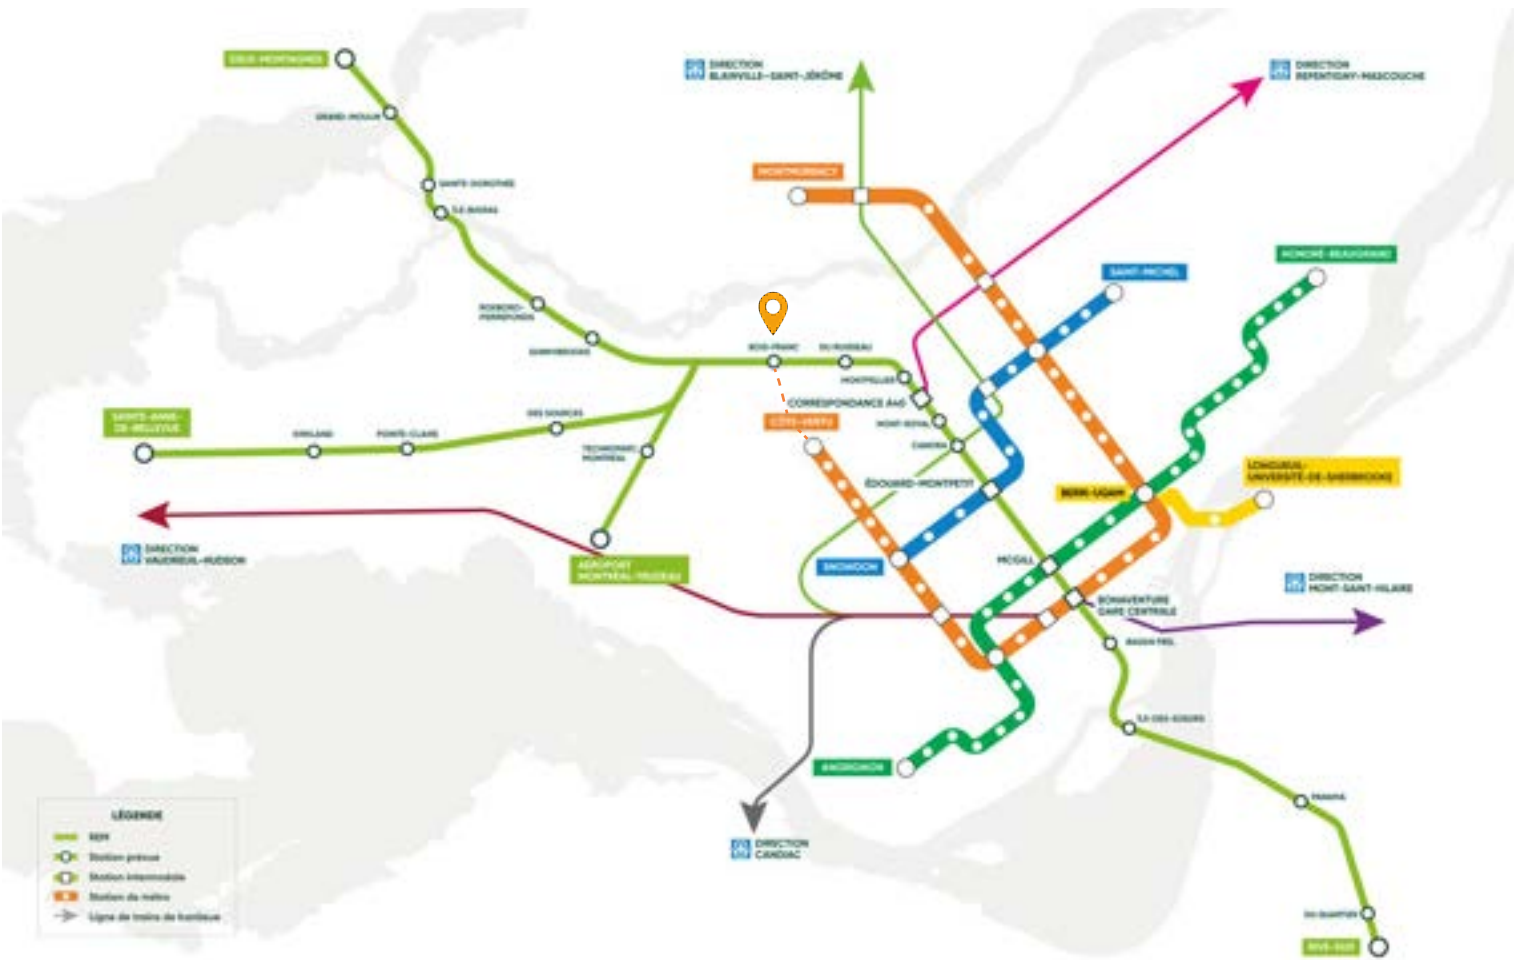 DEUX-MONTAGNES
GRAND-MOULIN
SAINTE-DOROTHÉE
ÎLE-BIGRAS
PIERREFONDS
SUNNYBROOKE
DIRECTION
BLAINVILLE–SAINT-JÉRÔME
DIRECTION
REPENTIGNY-MASCOUCHE
MONTMORENCY
SAINT-MICHEL
HONORÉ-BEAUGRAND
BOIS-FRANC
DU RUISSEAU
MONTPELLIER
CORRESPONDANCE A40
MONT-ROYAL
CANORA
CÔTE-VERTU
SAINTE-ANNE-
DE-BELLEVUE
KIRKLAND
POINTE-CLAIRE
DES SOURCES
TECHNOPARC
MONTRÉAL
ÉDOUARD-MONTPETIT
BERRI-UQAM
LONGUEUIL–
UNIVERSITÉ-DE-SHERBROOKE
DIRECTION
VAUDREUIL-HUDSON
AÉROPORT
MONTRÉAL-TRUDEAU
SNOWDON
MCGILL
BONAVENTURE
GARE CENTRALE
DIRECTION
MONT-SAINT-HILAIRE
ÎLE-DES-SOEURS
ANGRIGNON
PANAMA
DIRECTION
CANDIAC
DU QUARTIER
RIVE-SUD
LÉGENDE
REM
Station prévue
Station intermodale
Station de métro
Ligne de trains de banlieue